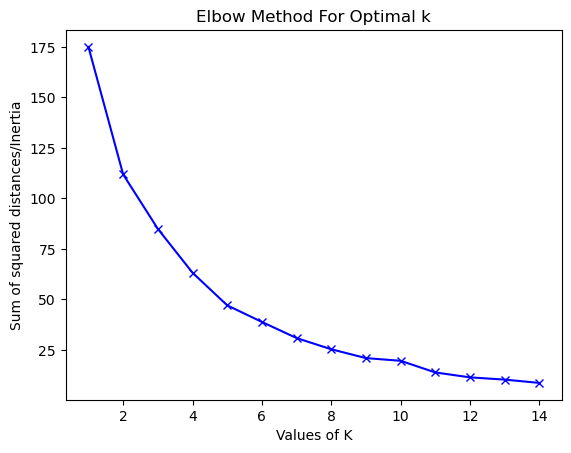 Elbow Method For Optimal k
Sum of squared distances/Inertia
175
150
125
100
75
50
25
2 4 6 8 10 12 14
Values of K